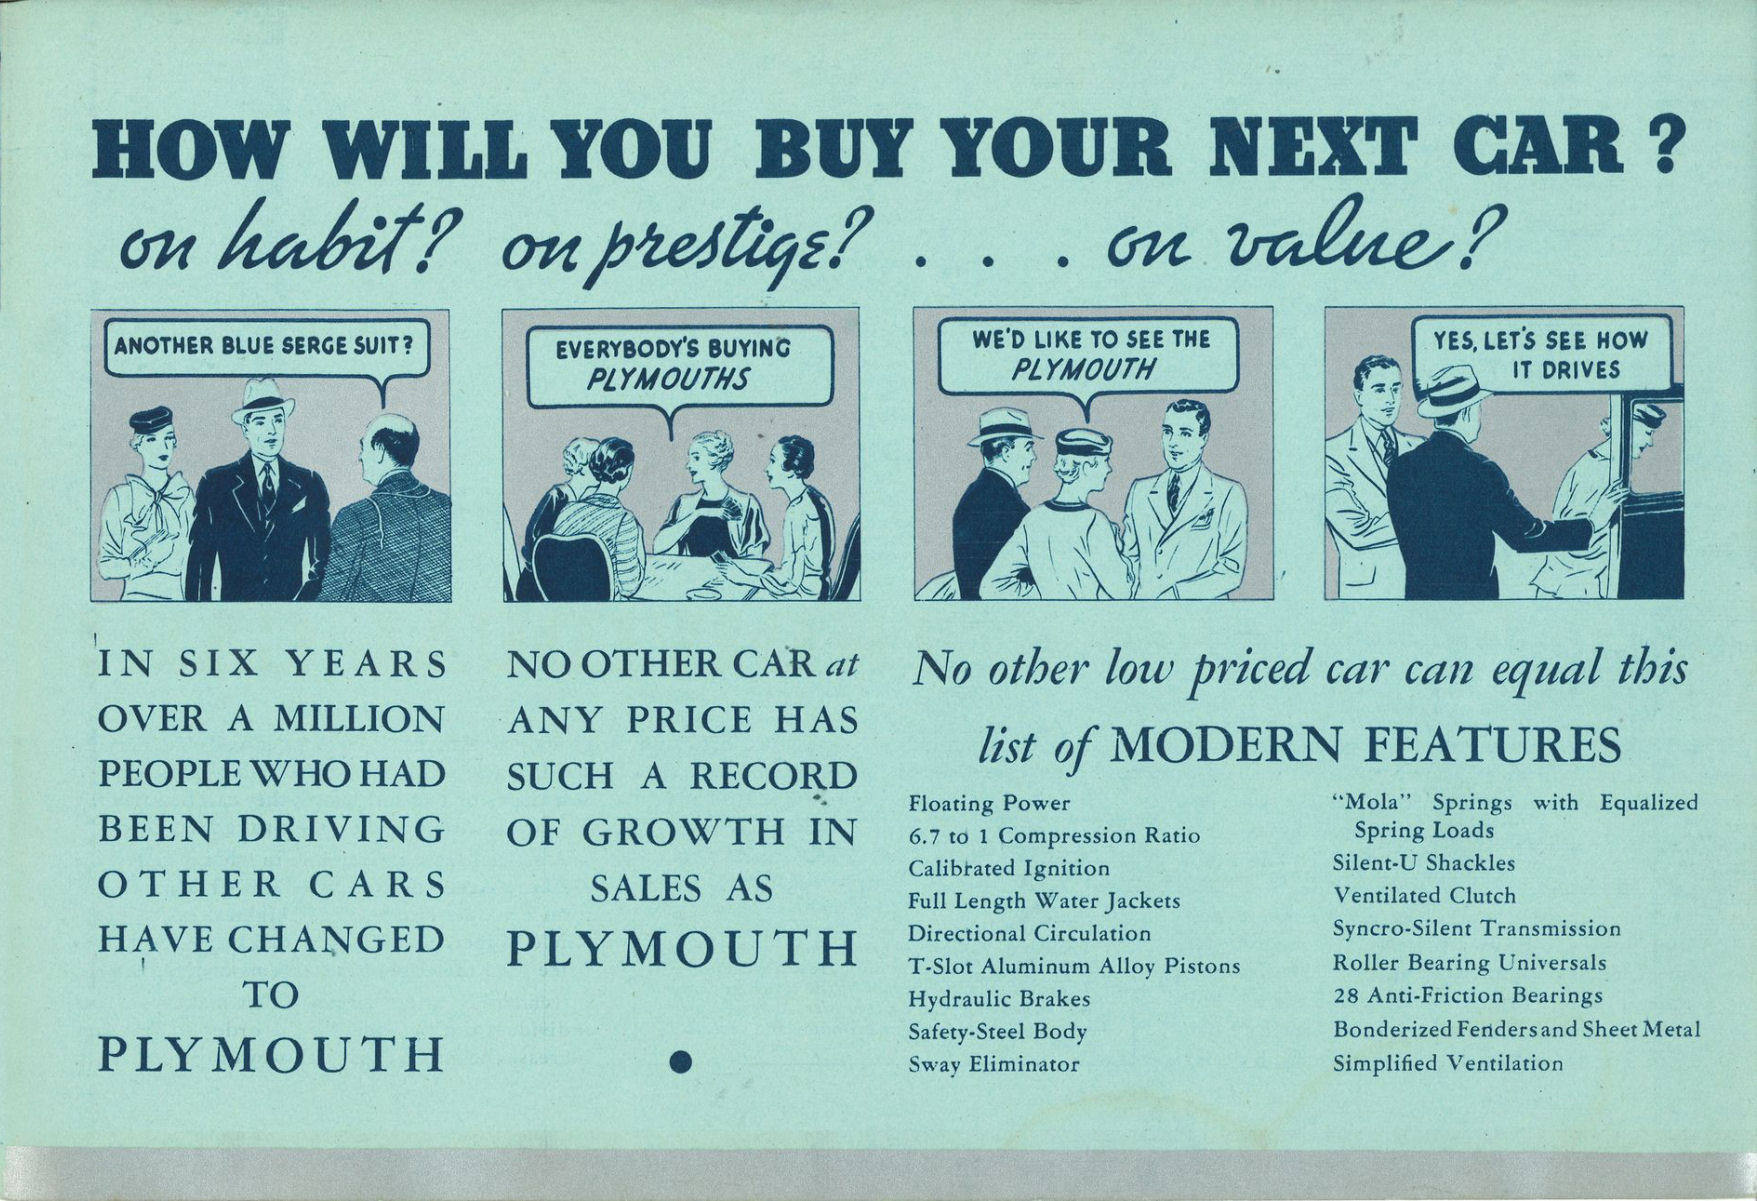 HOW WILL YOU BUY YOUR NEXT CAR?
on habit? on prestige? . . . on value?
ANOTHER BLUE SERGE SUIT?
EVERYBODY'S BUYING
PLYMOUTHS
WE'D LIKE TO SEE THE
PLYMOUTH
YES, LET'S SEE HOW
IT DRIVES
IN SIX YEARS
OVER A MILLION
PEOPLE WHO HAD
BEEN DRIVING
OTHER CARS
HAVE CHANGED
TO
PLYMOUTH
NO OTHER CAR at
ANY PRICE HAS
SUCH A RECORD
OF GROWTH IN
SALES AS
PLYMOUTH
No other low priced car can equal this
list of MODERN FEATURES
Floating Power
6.7 to 1 Compression Ratio
Calibrated Ignition
Full Length Water Jackets
Directional Circulation
T-Slot Aluminum Alloy Pistons
Hydraulic Brakes
Safety-Steel Body
Sway Eliminator
"Mola" Springs with Equalized
Spring Loads
Silent-U Shackles
Ventilated Clutch
Syncro-Silent Transmission
Roller Bearing Universals
28 Anti-Friction Bearings
Bonderized Fenders and Sheet Metal
Simplified Ventilation